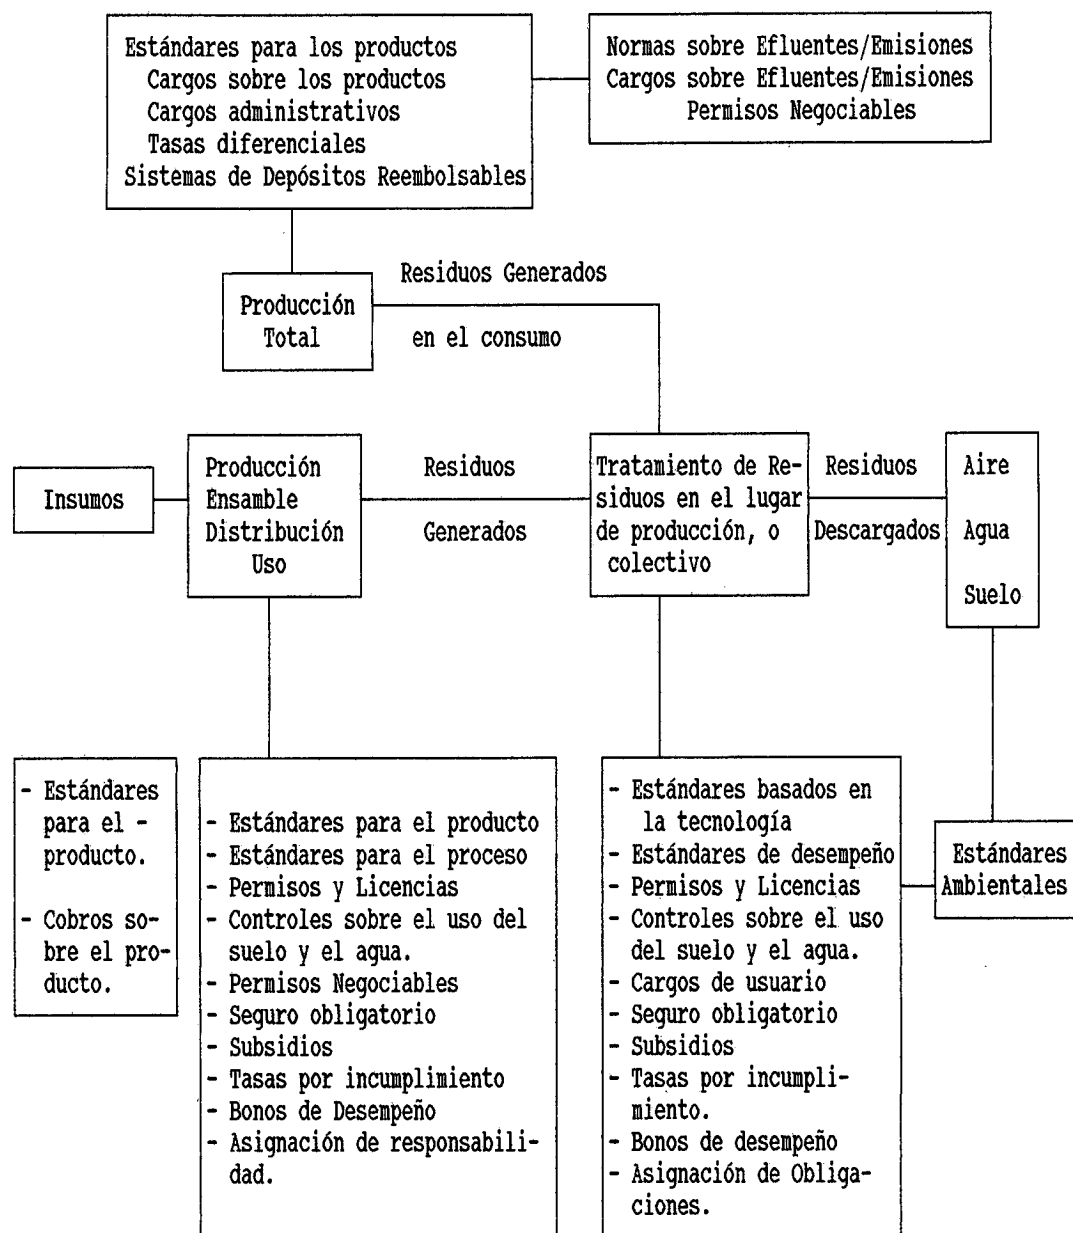 Estándares para los productos
Cargos sobre los productos
Cargos administrativos
Tasas diferenciales
Sistemas de Depósitos Reembolsables
Normas sobre Efluentes/Emisiones
Cargos sobre Efluentes/Emisiones
Permisos Negociables
Producción
Total
Residuos Generados
en el consumo
Insumos
Producción
Ensamble
Distribución
Uso
Residuos
Generados
Tratamiento de Re-
siduos en el lugar
de producción, o
colectivo
Residuos
Descargados
Aire
Agua
Suelo
- Estándares
para el -
producto.
- Cobros so-
bre el pro-
ducto.
- Estándares para el producto
- Estándares para el proceso
- Permisos y Licencias
- Controles sobre el uso del
suelo y el agua.
- Permisos Negociables
- Seguro obligatorio
- Subsidios
- Tasas por incumplimiento
- Bonos de Desempeño
- Asignación de responsabili-
dad.
- Estándares basados en
la tecnología
- Estándares de desempeño
- Permisos y Licencias
- Controles sobre el uso
del suelo y el agua.
- Cargos de usuario
- Seguro obligatorio
- Subsidios
- Tasas por incumpli-
miento.
- Bonos de desempeño
- Asignación de Obliga-
ciones.
Estándares
Ambientales